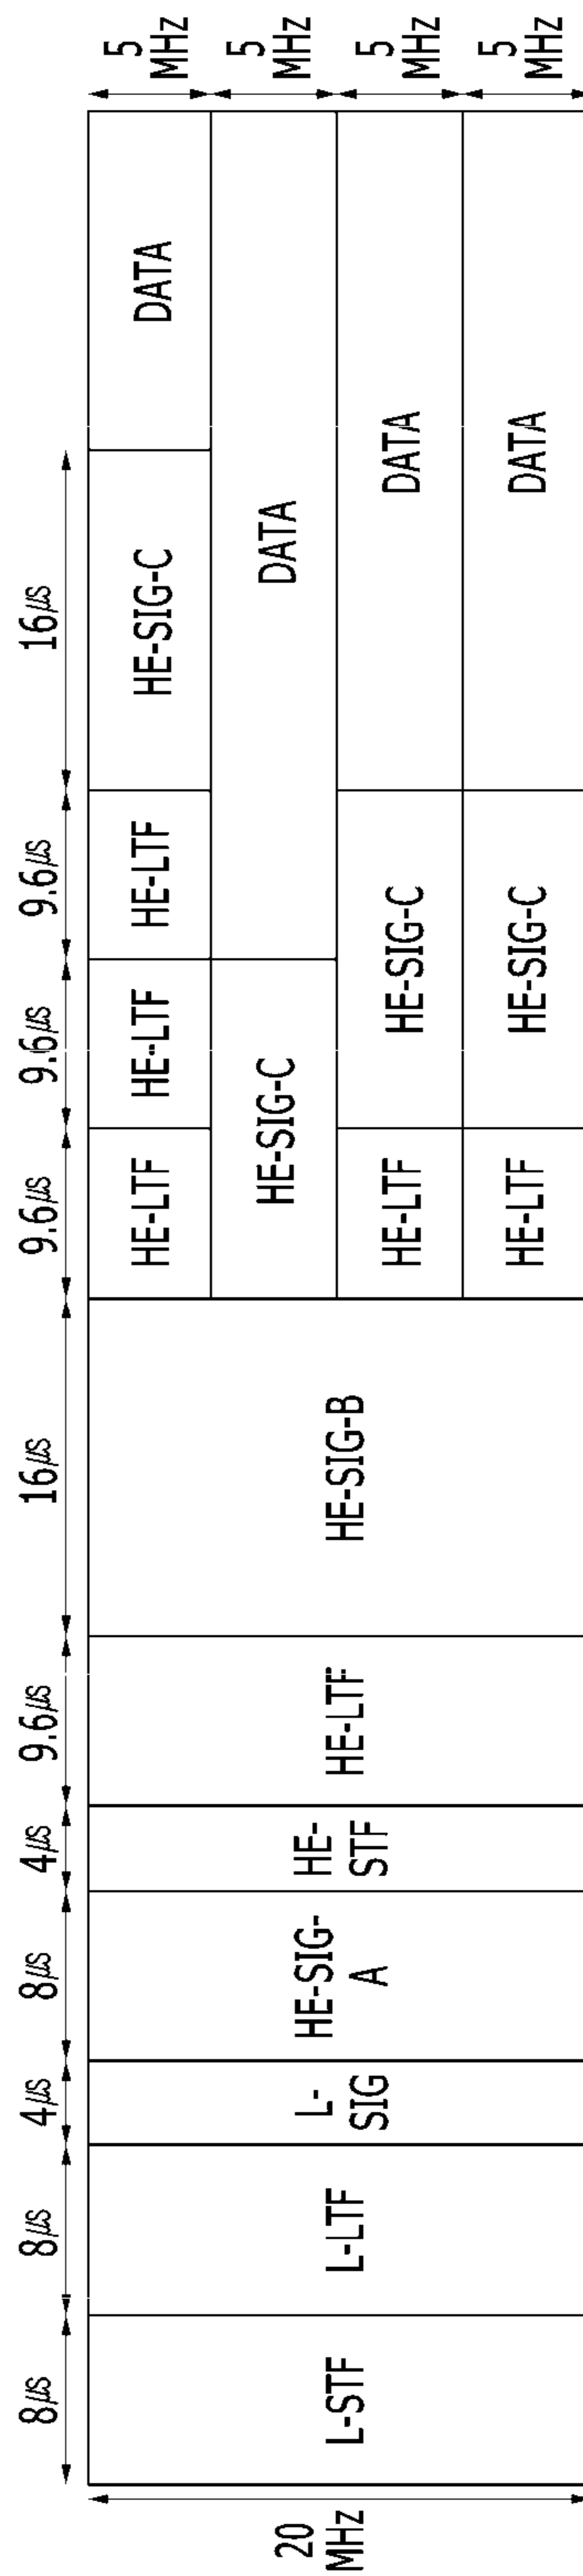 8μs 8μs 4μs 8μs 4μs 9.6μs 16μs 9.6μs 9.6μs 9.6μs 16μs
20
MHz
L-STF
L-LTF
L-
SIG
HE-SIG-
A
HE-
STF
HE-LTF
HE-SIG-B
HE-LTF HE-LTF HE-LTF HE-SIG-C DATA
5
MHz
HE-SIG-C DATA
5
MHz
HE-LTF HE-SIG-C DATA
5
MHz
HE-LTF HE-SIG-C DATA
5
MHz